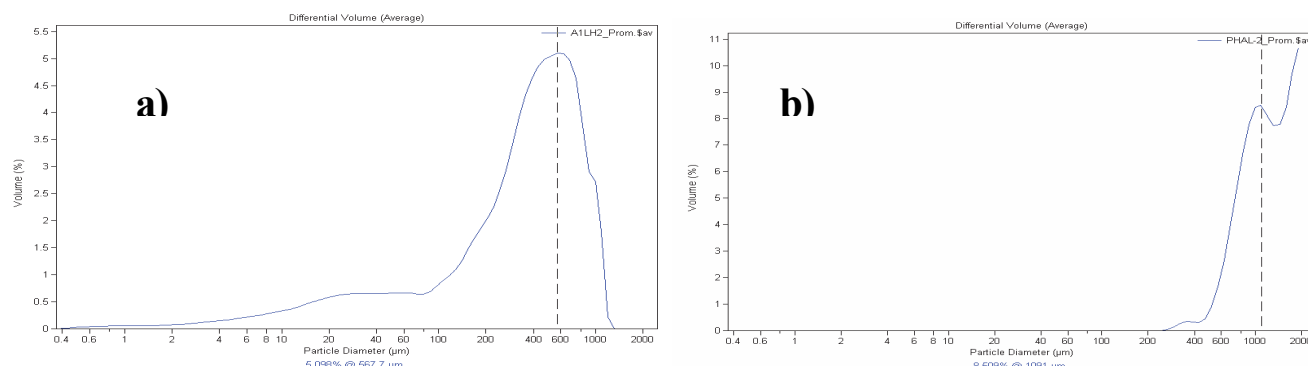 Differential Volume (Average)
A1LH2_Prom.$av
a)
Volume (%)
5.5
5
4.5
4
3.5
3
2.5
2
1.5
1
0.5
0
0.4 0.6 1 2 4 6 8 10 20 40 60 100 200 400 600 1000 2000
Particle Diameter (µm)
5.098% @ 567.7 µm
Differential Volume (Average)
PHAL-2_Prom.$av
b)
Volume (%)
11
10
9
8
7
6
5
4
3
2
1
0
0.4 0.6 1 2 4 6 8 10 20 40 60 100 200 400 600 1000 2000
Particle Diameter (µm)
8.509% @ 1091 µm